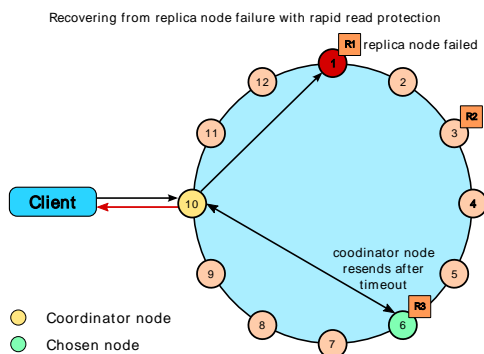 Recovering from replica node failure with rapid read protection
R1
replica node failed
1
12
2
11
3
R2
Client
10
4
9
5
coodinator node
resends after
timeout
R3
8
6
7
Coordinator node
Chosen node